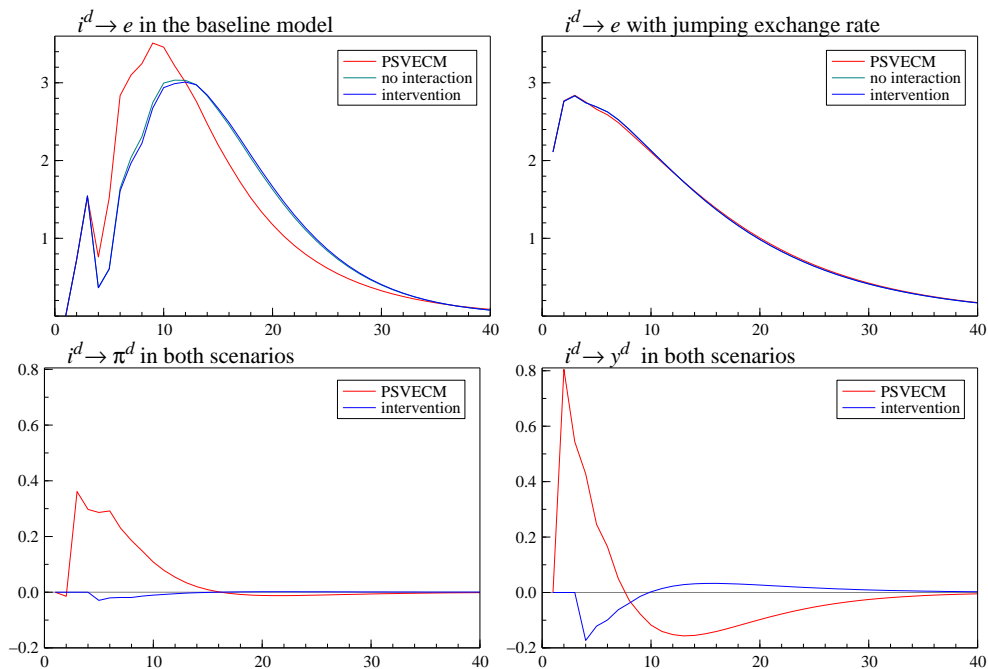 i^d → e in the baseline model
PSVECM
no interaction
intervention
3
2
1
0 10 20 30 40
i^d → e with jumping exchange rate
PSVECM
no interaction
intervention
3
2
1
0 10 20 30 40
i^d → π^d in both scenarios
PSVECM
intervention
0.8
0.6
0.4
0.2
0.0
−0.2
0 10 20 30 40
i^d → y^d in both scenarios
PSVECM
intervention
0.8
0.6
0.4
0.2
0.0
−0.2
0 10 20 30 40